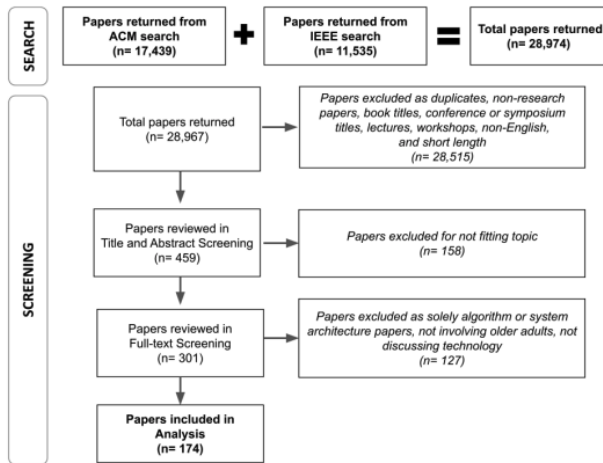 SEARCH
Papers returned from
ACM search
(n= 17,439)
+
Papers returned from
IEEE search
(n= 11,535)
=
Total papers returned
(n= 28,974)
SCREENING
Total papers returned
(n= 28,967)
Papers excluded as duplicates, non-research
papers, book titles, conference or symposium
titles, lectures, workshops, non-English,
and short length
(n= 28,515)
Papers reviewed in
Title and Abstract Screening
(n= 459)
Papers excluded for not fitting topic
(n= 158)
Papers reviewed in
Full-text Screening
(n= 301)
Papers excluded as solely algorithm or system
architecture papers, not involving older adults, not
discussing technology
(n= 127)
Papers included in
Analysis
(n= 174)